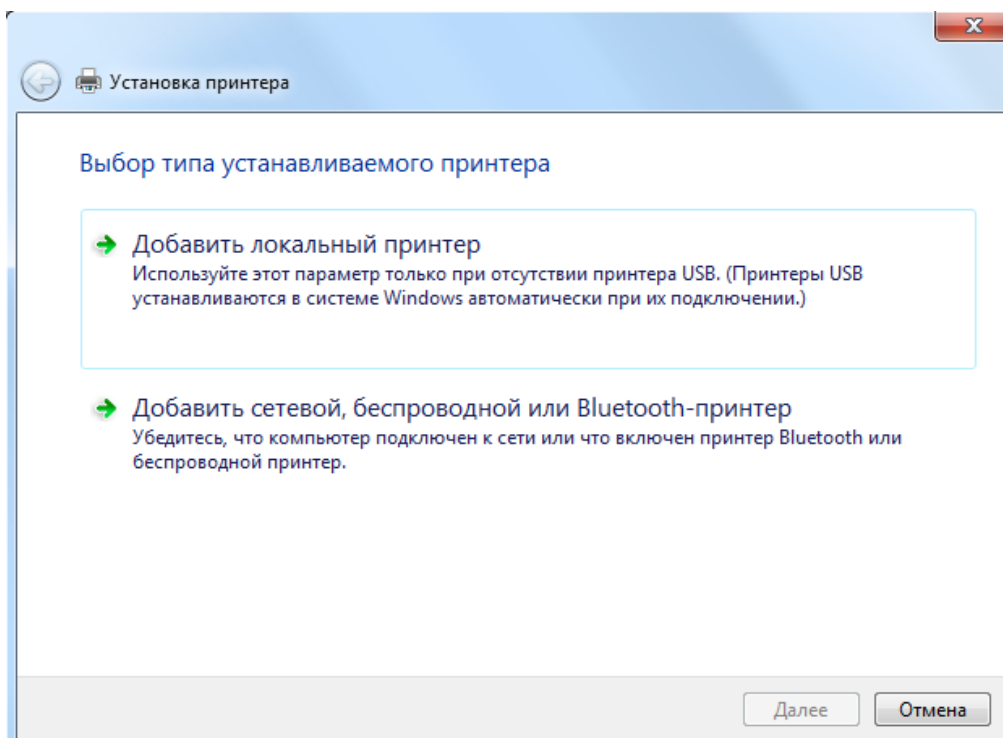 Установка принтера
Выбор типа устанавливаемого принтера
Добавить локальный принтер
Используйте этот параметр только при отсутствии принтера USB. (Принтеры USB
устанавливаются в системе Windows автоматически при их подключении.)
Добавить сетевой, беспроводной или Bluetooth-принтер
Убедитесь, что компьютер подключен к сети или что включен принтер Bluetooth или
беспроводной принтер.
Далее
Отмена